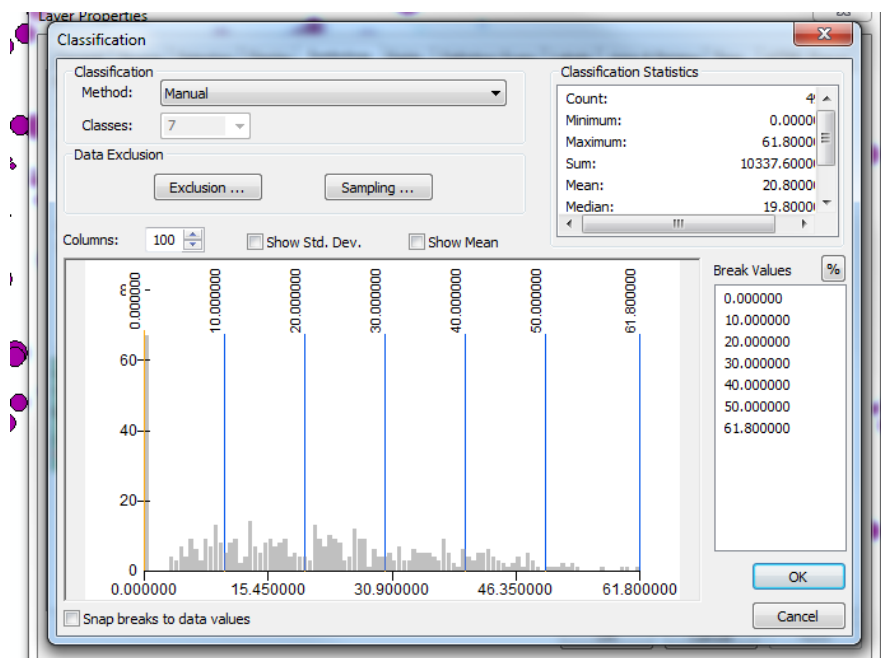 Layer Properties
Classification
Classification
Method: Manual
Classes: 7
Data Exclusion
Exclusion ...
Sampling ...
Classification Statistics
Count: 4
Minimum: 0.0000
Maximum: 61.8000
Sum: 10337.6000
Mean: 20.8000
Median: 19.8000
Columns: 100
Show Std. Dev.
Show Mean
Break Values
%
0.000000
10.000000
20.000000
30.000000
40.000000
50.000000
61.800000
0.000000
10.000000
20.000000
30.000000
40.000000
50.000000
61.800000
60
40
20
0
0.000000 15.450000 30.900000 46.350000 61.800000
OK
Snap breaks to data values
Cancel